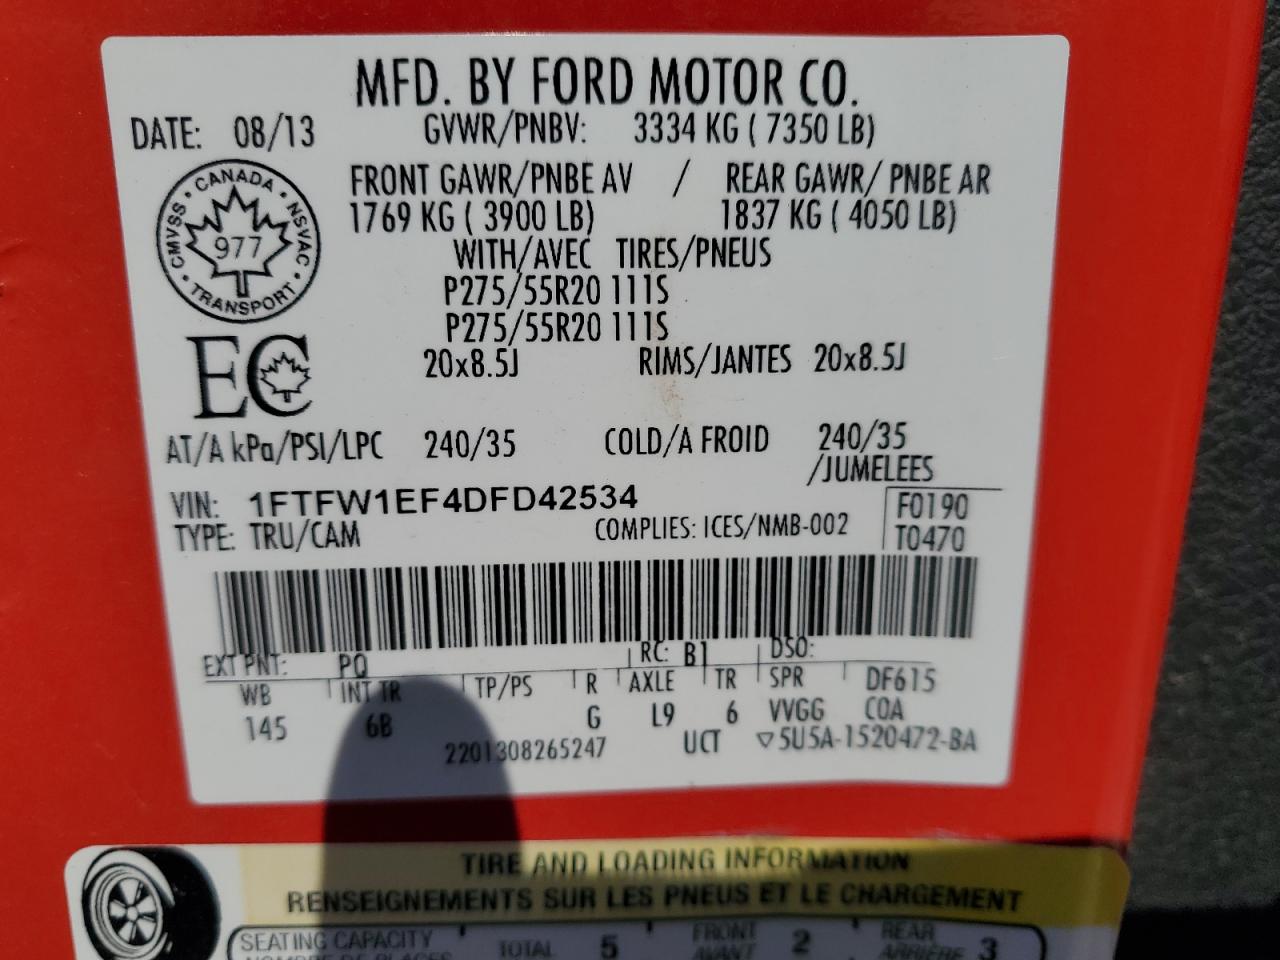 MFD. BY FORD MOTOR CO.
DATE: 08/13 GVWR/PNBV: 3334 KG ( 7350 LB)
FRONT GAWR/PNBE AV / REAR GAWR/ PNBE AR
1769 KG ( 3900 LB) 1837 KG ( 4050 LB)
WITH/AVEC TIRES/PNEUS
P275/55R20 111S
P275/55R20 111S
20x8.5J RIMS/JANTES 20x8.5J
CANADA
CMVSS 977 NSVAC
TRANSPORT
EC
AT/A kPa/PSI/LPC 240/35 COLD/A FROID 240/35
/JUMELEES
VIN: 1FTFW1EF4DFD42534 F0190
TYPE: TRU/CAM COMPLIES: ICES/NMB-002 T0470
EXT PNT: PQ RC: B1 DSO:
WB INT TR TP/PS R AXLE TR SPR DF615
145 6B G L9 6 VVGG COA
2201308265247 UCT ▽5U5A-1520472-BA
TIRE AND LOADING INFORMATION
RENSEIGNEMENTS SUR LES PNEUS ET LE CHARGEMENT
SEATING CAPACITY TOTAL 5 FRONT 2 REAR 3
NOMBRE DE PLACES AVANT ARRIÈRE